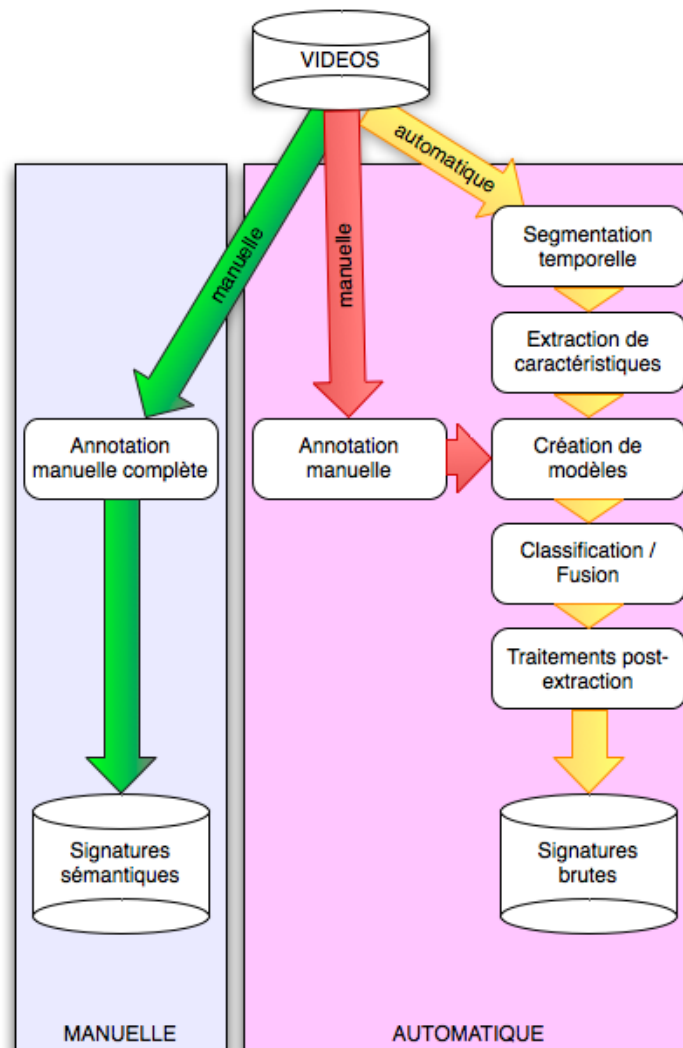 VIDEOS
automatique
manuelle
manuelle
Segmentation
temporelle
Extraction de
caractéristiques
Annotation
manuelle complète
Annotation
manuelle
Création de
modèles
Classification /
Fusion
Traitements post-
extraction
Signatures
sémantiques
Signatures
brutes
MANUELLE
AUTOMATIQUE